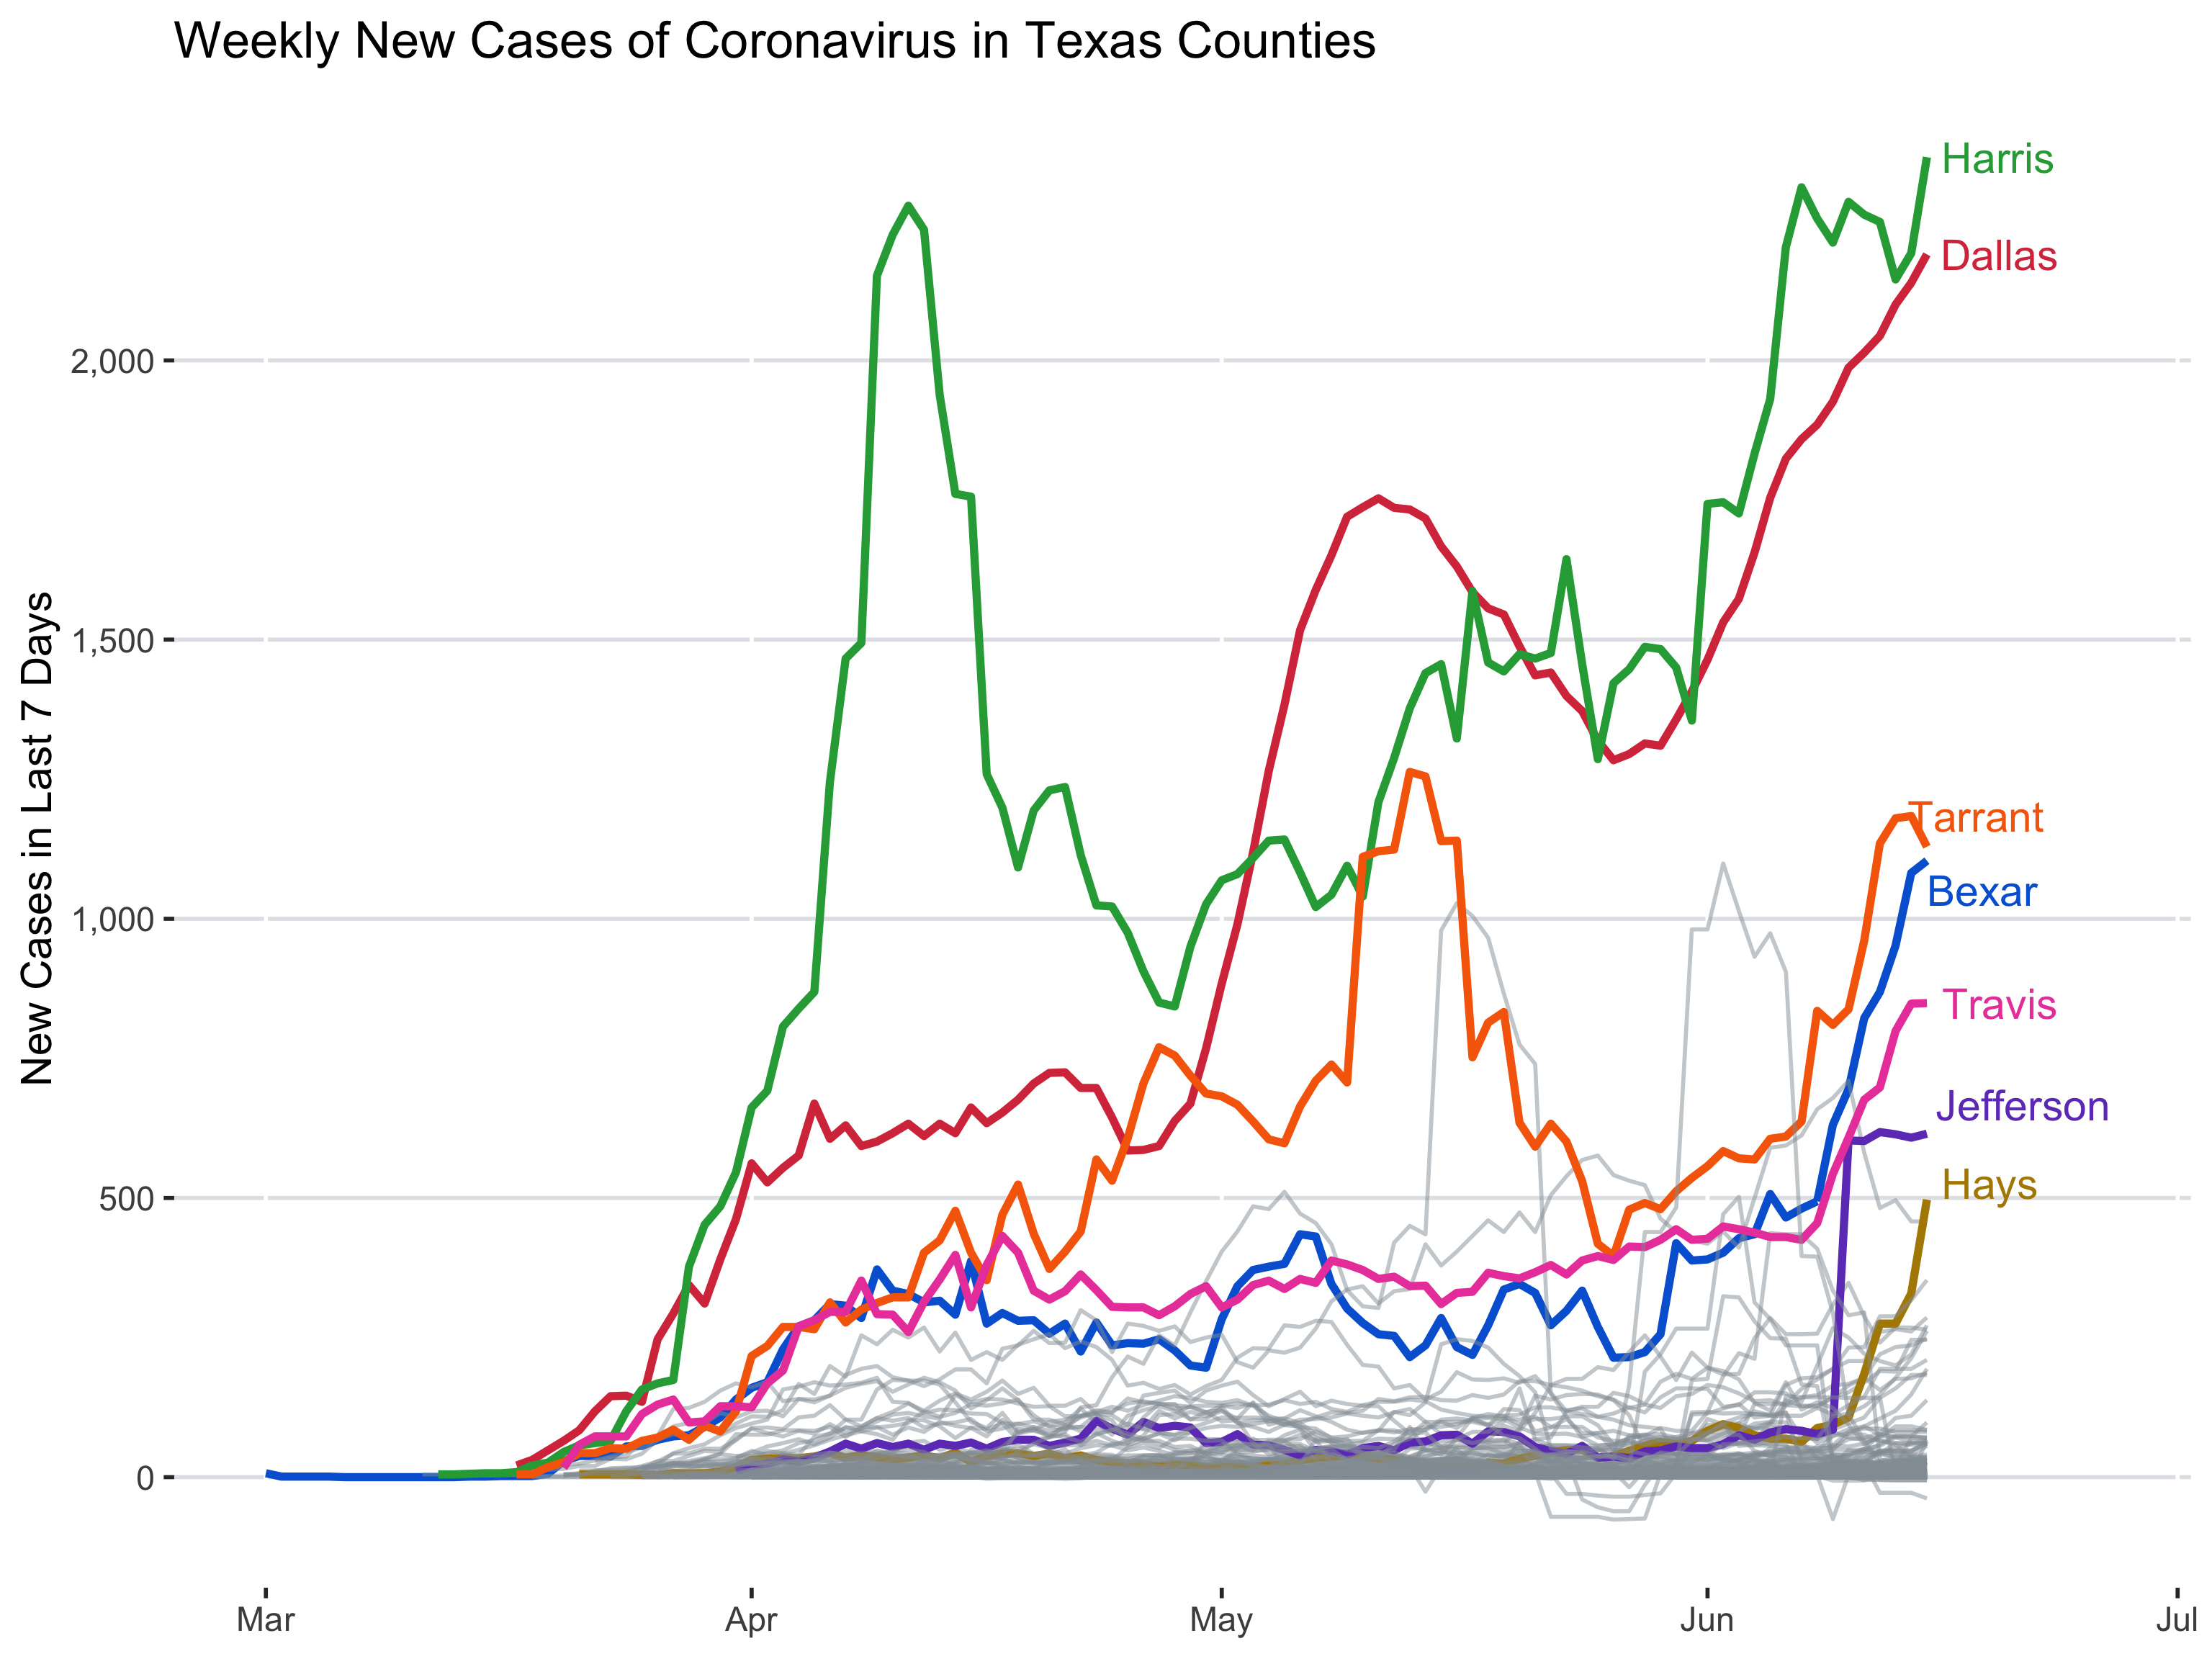 Weekly New Cases of Coronavirus in Texas Counties
Harris
Dallas
2,000
New Cases in Last 7 Days
1,500
Tarrant
Bexar
1,000
Travis
Jefferson
500
Hays
0
Mar Apr May Jun Jul